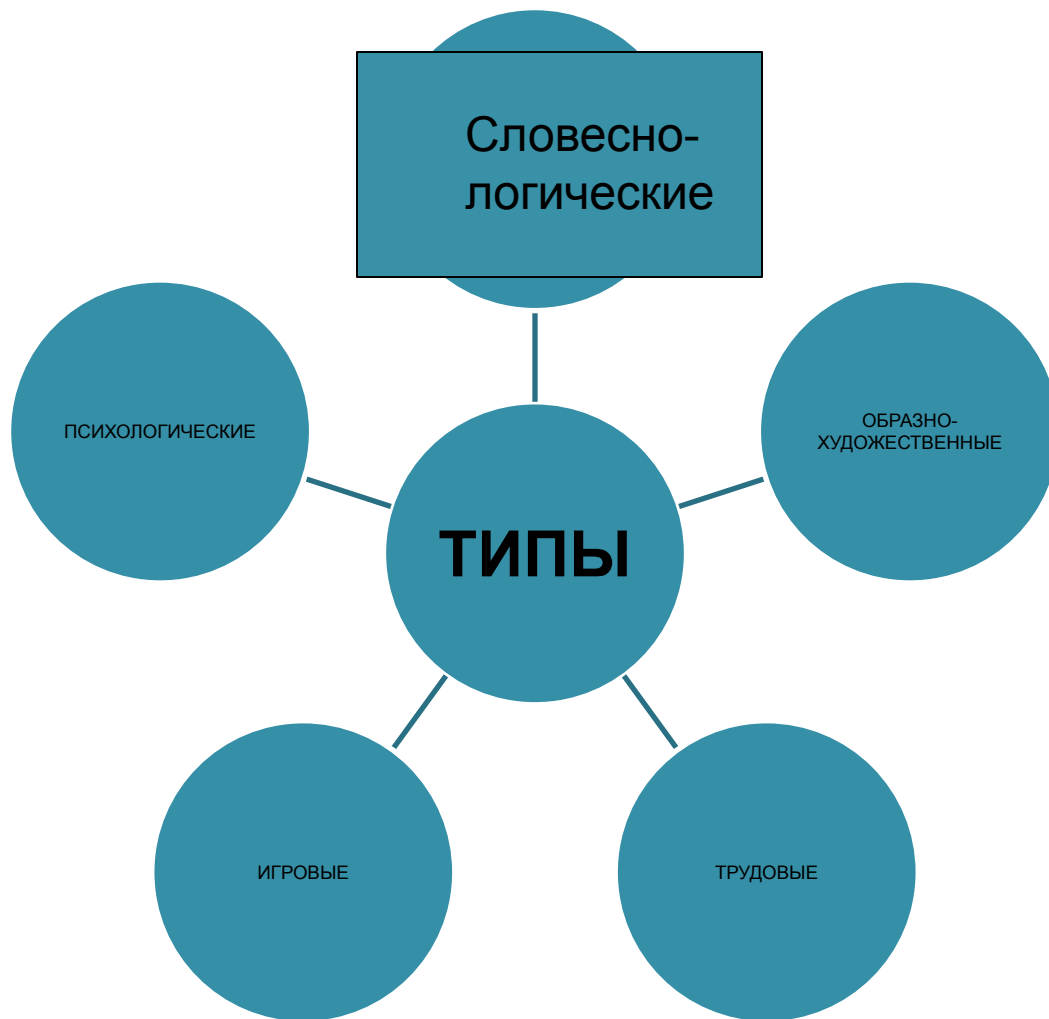 Словесно-
логические
ПСИХОЛОГИЧЕСКИЕ
ОБРАЗНО-
ХУДОЖЕСТВЕННЫЕ
ТИПЫ
ИГРОВЫЕ
ТРУДОВЫЕ